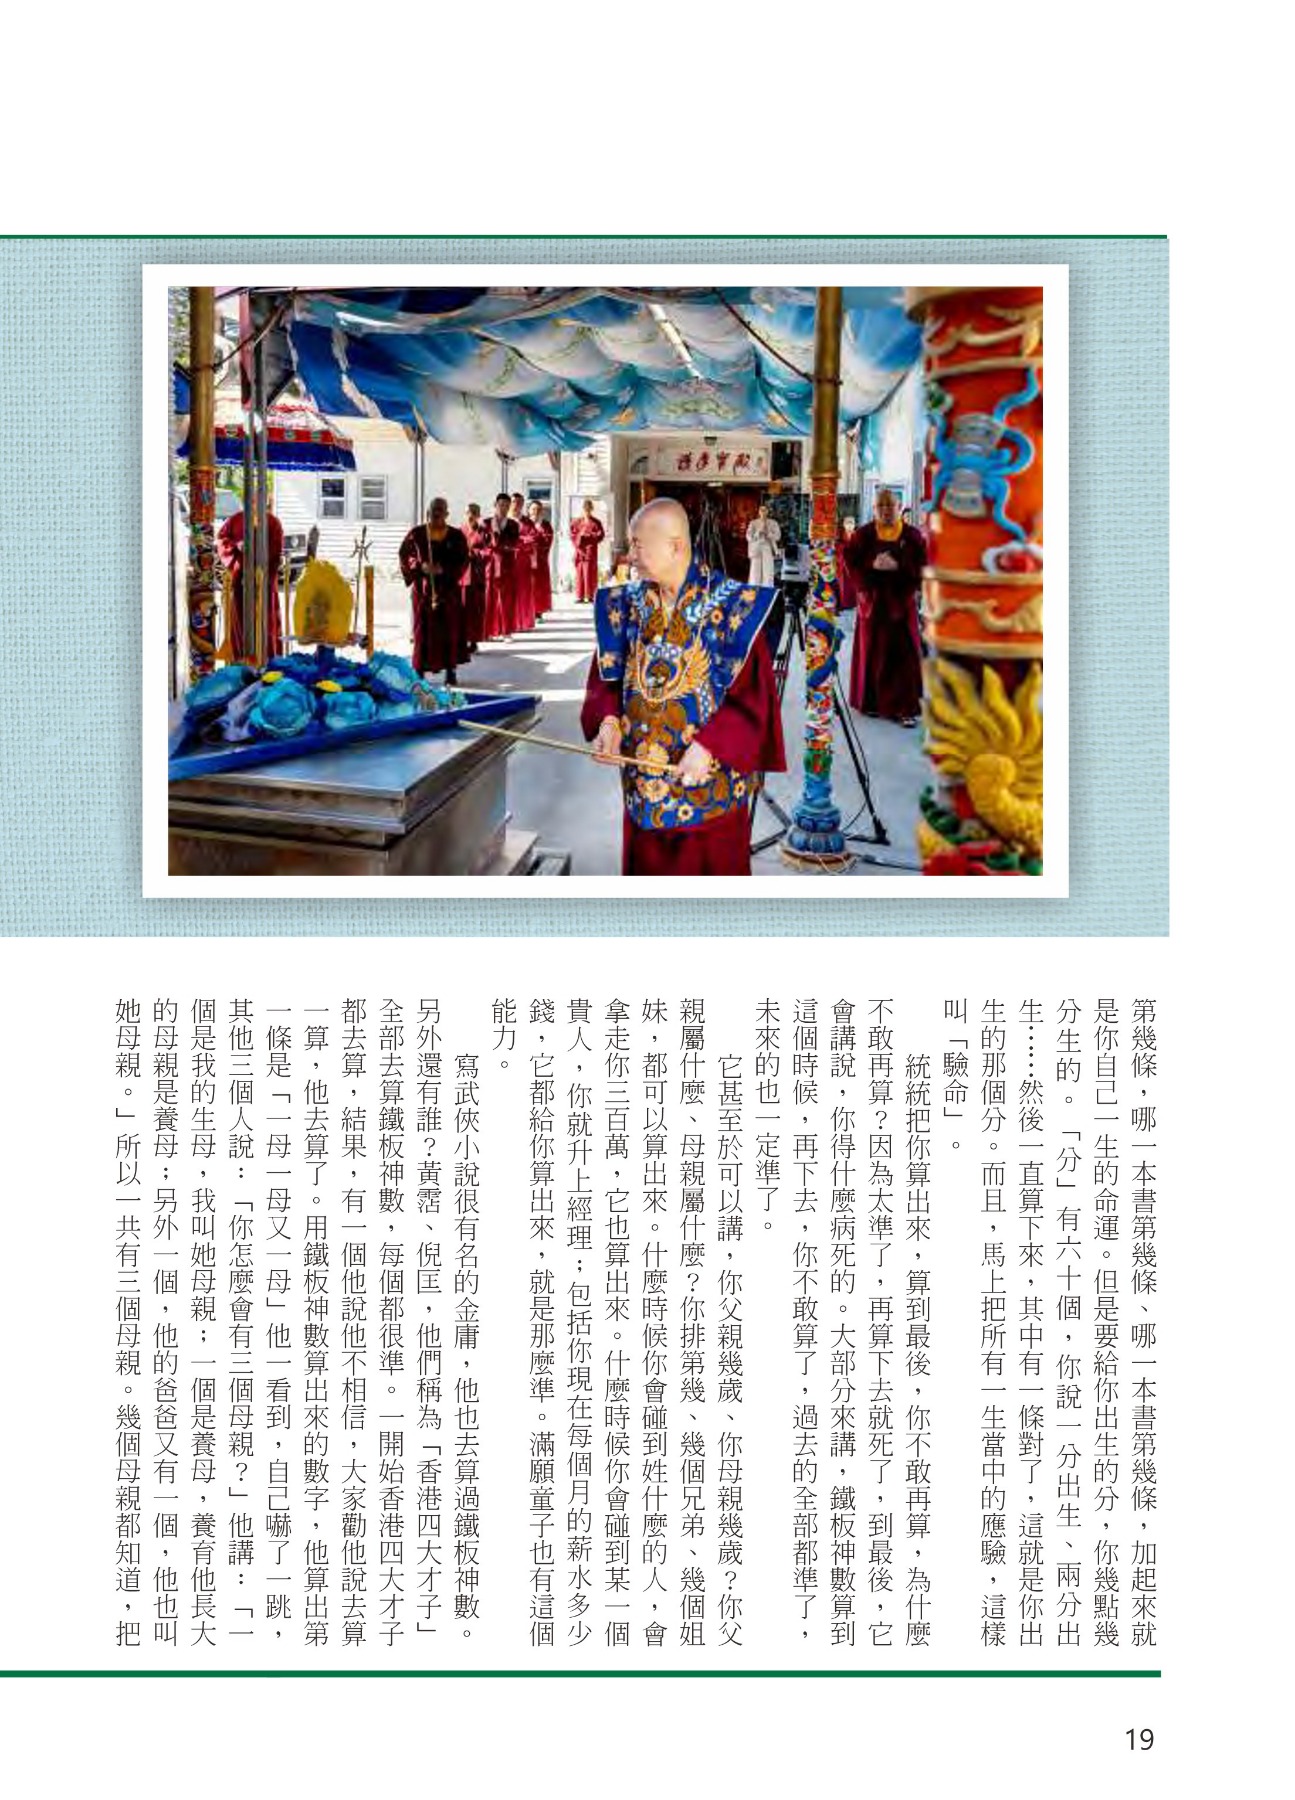 護摩寶殿
第幾條，哪一本書第幾條、哪一本書第幾條，加起來就
是你自己一生的命運。但是要給你出生的分，你幾點幾
分生的。「分」有六十個，你說一分出生、兩分出
生……然後一直算下來，其中有一條對了，這就是你出
生的那個分。而且，馬上把所有一生當中的應驗，這樣
叫「驗命」。
統統把你算出來，算到最後，你不敢再算，為什麼
不敢再算？因為太準了，再算下去就死了，到最後，它
會講說，你得什麼病死的。大部分來講，鐵板神數算到
這個時候，再下去，你不敢算了，過去的全部都準了，
未來的也一定準了。
它甚至於可以講，你父親幾歲、你母親幾歲？你父
親屬什麼、母親屬什麼？你排第幾、幾個兄弟、幾個姐
妹，都可以算出來。什麼時候你會碰到姓什麼的人，會
拿走你三百萬，它也算出來。什麼時候你會碰到某一個
貴人，你就升上經理；包括你現在每個月的薪水多少
錢，它都給你算出來，就是那麼準。滿願童子也有這個
能力。
寫武俠小說很有名的金庸，他也去算過鐵板神數。
另外還有誰？黃霑、倪匡，他們稱為「香港四大才子」
全部去算鐵板神數，每個都很準。一開始香港四大才子
都去算，結果，有一個他說他不相信，大家勸他說去算
一算，他去算了。用鐵板神數算出來的數字，他算出第
一條是「一母一母又一母」他一看到，自己嚇了一跳，
其他三個人說：「你怎麼會有三個母親？」他講：「一
個是我的生母，我叫她母親；一個是養母，養育他長大
的母親是養母；另外一個，他的爸爸又有一個，他也叫
她母親。」所以一共有三個母親。幾個母親都知道，把
19